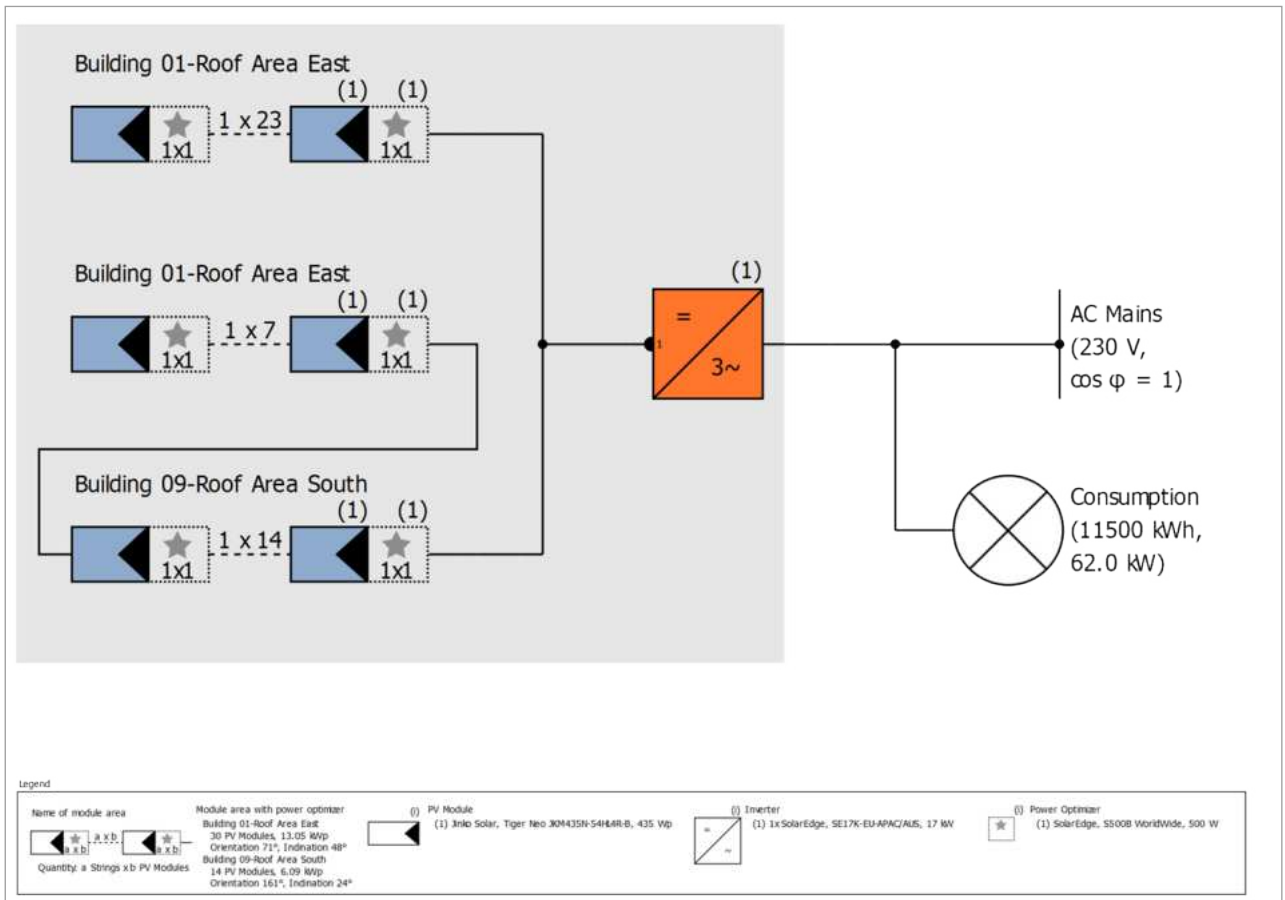 Building 01-Roof Area East
(1) (1)
1 x 23
1x1 1x1
Building 01-Roof Area East
(1) (1)
1 x 7
1x1 1x1
(1)
=
1
3~
AC Mains
(230 V,
cos φ = 1)
Building 09-Roof Area South
(1) (1)
1 x 14
1x1 1x1
Consumption
(11500 kWh,
62.0 kW)
Legend
Name of module area
a x b
a x b a x b
Quantity: a Strings x b PV Modules
Module area with power optimizer
Building 01-Roof Area East
30 PV Modules, 13.05 kWp
Orientation 71°, Inclination 48°
Building 09-Roof Area South
14 PV Modules, 6.09 kWp
Orientation 161°, Inclination 24°
(i) PV Module
(1) Jinko Solar, Tiger Neo JKM435N-54HL4R-B, 435 Wp
(i) Inverter
= ~
(1) 1x SolarEdge, SE17K-EU-APAC/AUS, 17 kW
(i) Power Optimizer
(1) SolarEdge, S500B WorldWide, 500 W